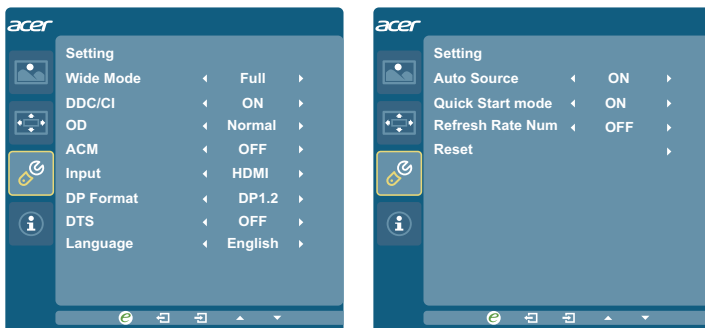 acer
Setting
Wide Mode Full
DDC/CI ON
OD Normal
ACM OFF
Input HDMI
DP Format DP1.2
DTS OFF
Language English
e
acer
Setting
Auto Source ON
Quick Start mode ON
Refresh Rate Num OFF
Reset
e